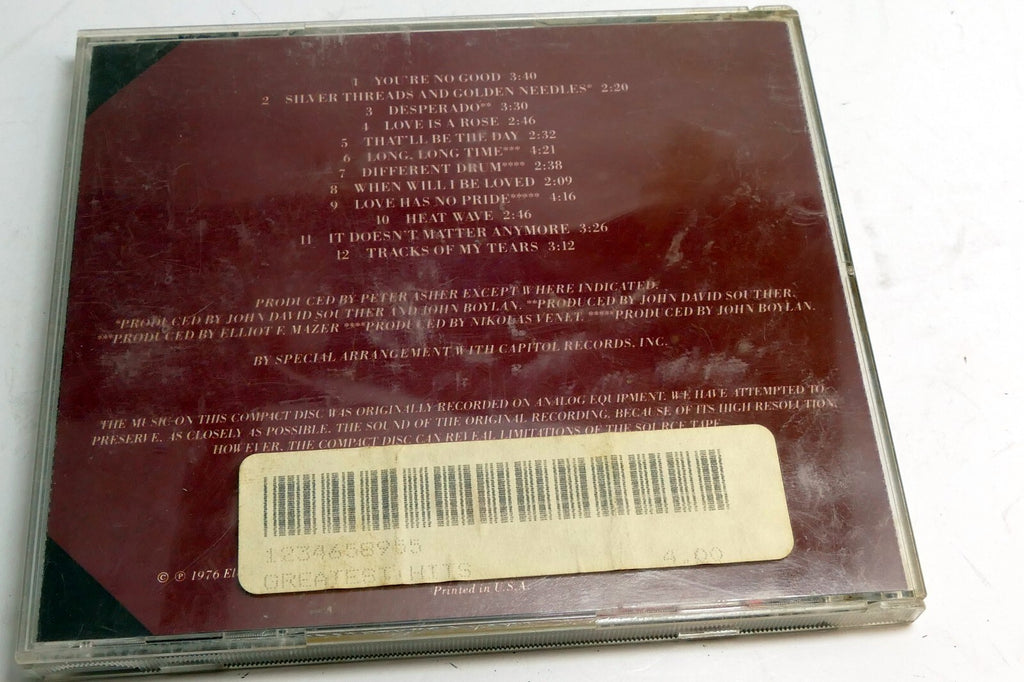 1 YOU'RE NO GOOD 3:40
2 SILVER THREADS AND GOLDEN NEEDLES* 2:20
3 DESPERADO** 3:30
4 LOVE IS A ROSE 2:46
5 THAT'LL BE THE DAY 2:32
6 LONG, LONG TIME*** 4:21
7 DIFFERENT DRUM**** 2:38
8 WHEN WILL I BE LOVED 2:09
9 LOVE HAS NO PRIDE***** 4:16
10 HEAT WAVE 2:46
11 IT DOESN'T MATTER ANYMORE 3:26
12 TRACKS OF MY TEARS 3:12
PRODUCED BY PETER ASHER EXCEPT WHERE INDICATED.
*PRODUCED BY JOHN DAVID SOUTHER AND JOHN BOYLAN. **PRODUCED BY JOHN DAVID SOUTHER.
***PRODUCED BY ELLIOT F. MAZER ****PRODUCED BY NIKOLAS VENET. *****PRODUCED BY JOHN BOYLAN.
BY SPECIAL ARRANGEMENT WITH CAPITOL RECORDS, INC.
THE MUSIC ON THIS COMPACT DISC WAS ORIGINALLY RECORDED ON ANALOG EQUIPMENT. WE HAVE ATTEMPTED TO
PRESERVE, AS CLOSELY AS POSSIBLE, THE SOUND OF THE ORIGINAL RECORDING. BECAUSE OF ITS HIGH RESOLUTION,
HOWEVER, THE COMPACT DISC CAN REVEAL LIMITATIONS OF THE SOURCE TAPE.
1234658955
GREATEST HITS 4.00
© ℗ 1976
Printed in U.S.A.